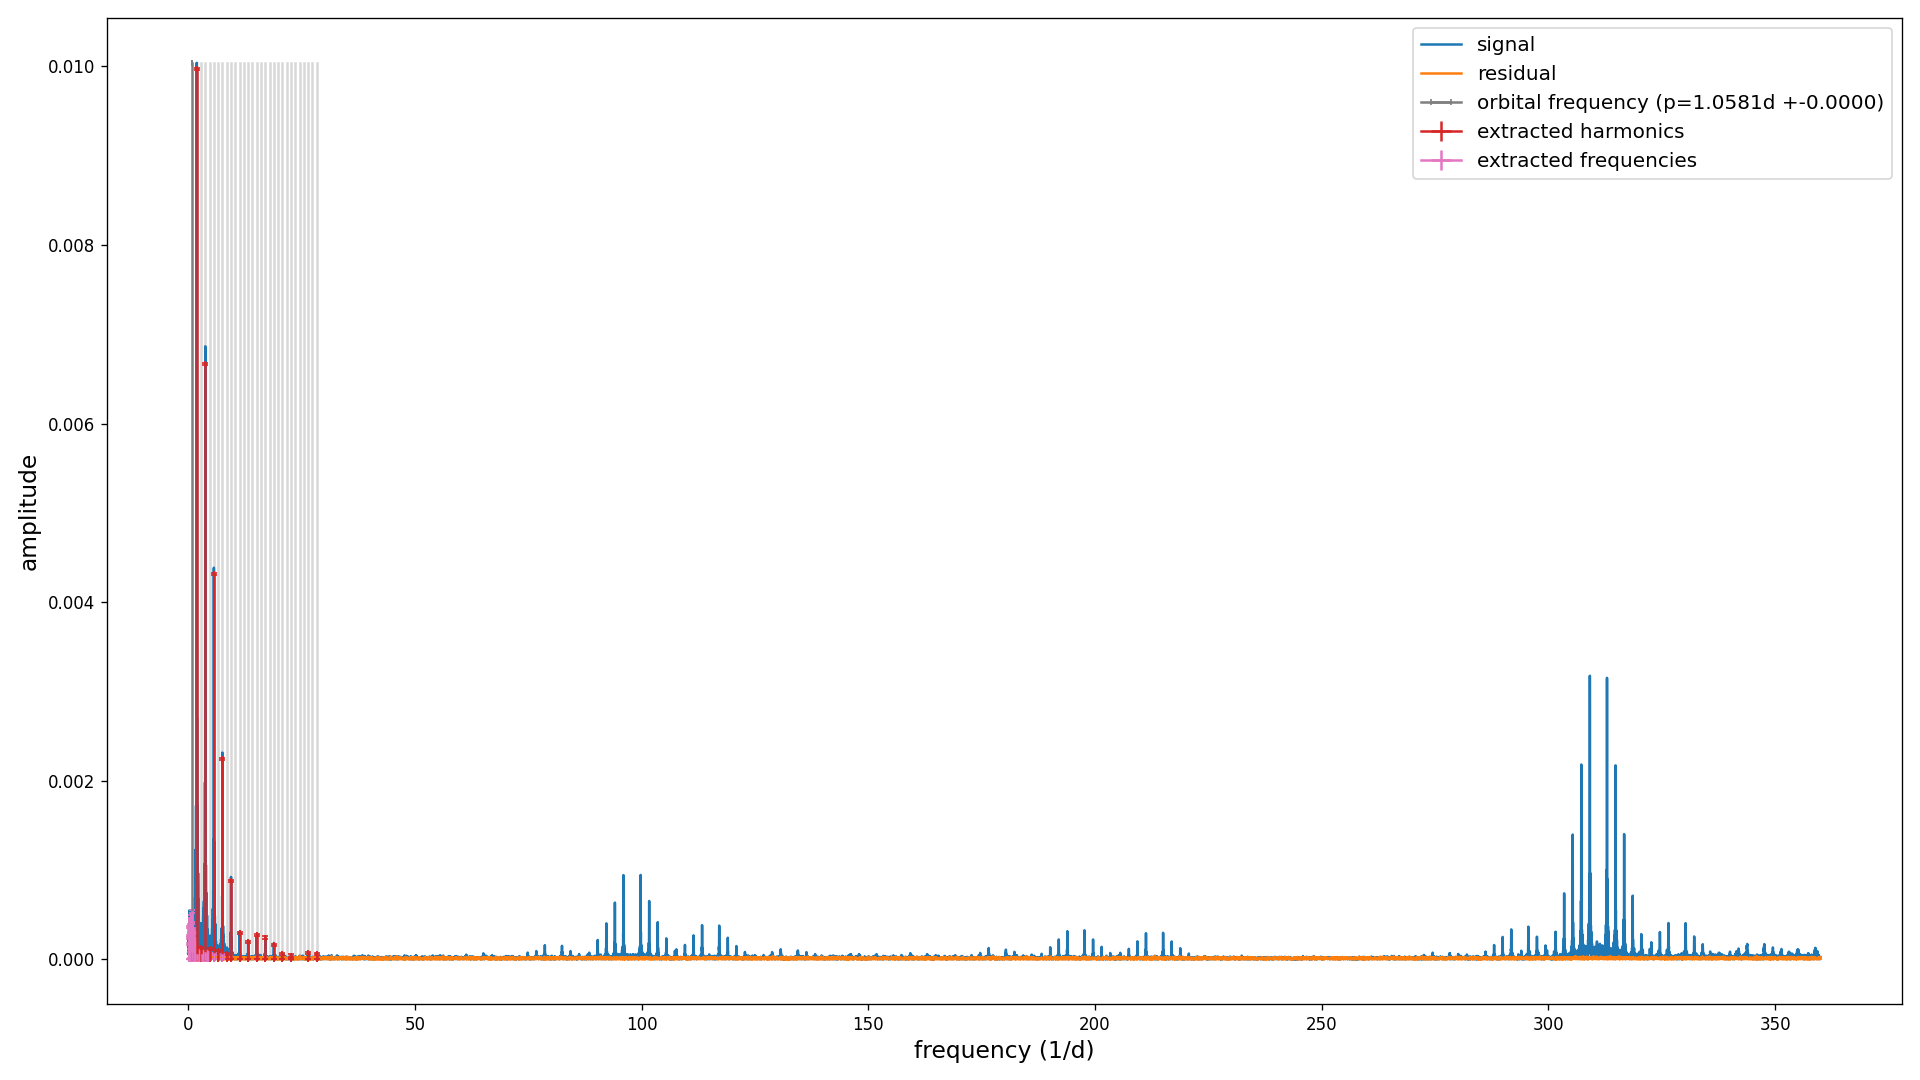 signal
residual
orbital frequency (p=1.0581d +-0.0000)
extracted harmonics
extracted frequencies
0.010
0.008
0.006
0.004
0.002
0.000
amplitude
0 50 100 150 200 250 300 350
frequency (1/d)